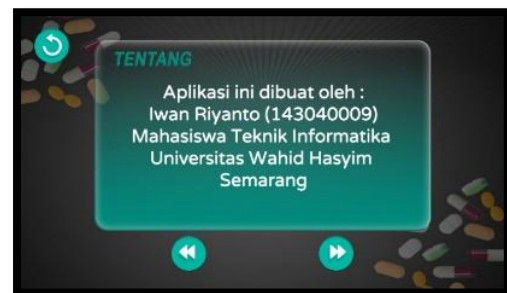 TENTANG
Aplikasi ini dibuat oleh :
Iwan Riyanto (143040009)
Mahasiswa Teknik Informatika
Universitas Wahid Hasyim
Semarang